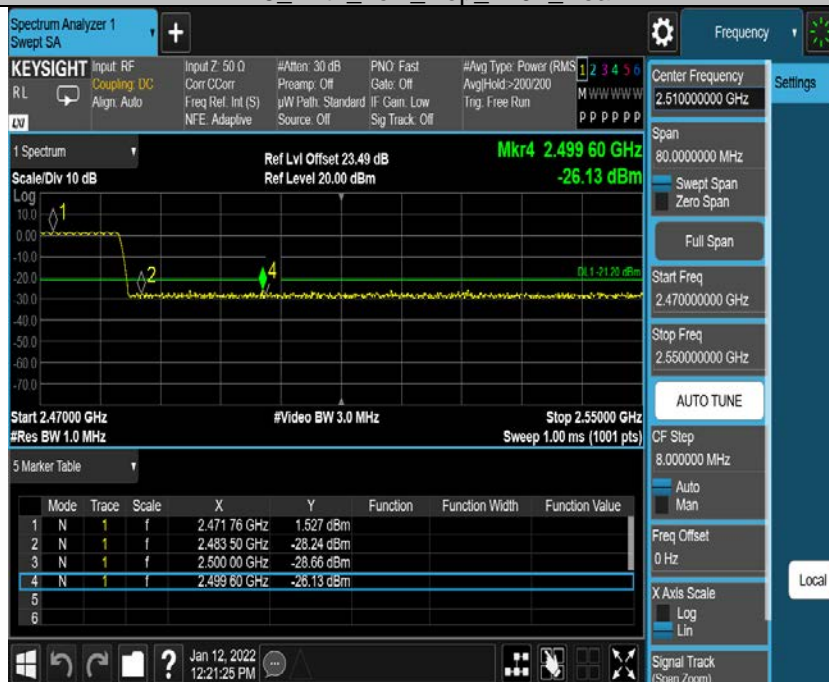 Spectrum Analyzer 1
Swept SA
+
Frequency
KEYSIGHT
RL
LXI
Input: RF
Coupling: DC
Align: Auto
Input Z: 50 Ω
Corr CCorr
Freq Ref: Int (S)
NFE: Adaptive
#Atten: 30 dB
Preamp: Off
µW Path: Standard
Source: Off
PNO: Fast
Gate: Off
IF Gain: Low
Sig Track: Off
#Avg Type: Power (RMS
Avg|Hold:>200/200
Trig: Free Run
1 2 3 4 5 6
M W W W W W
P P P P P P
1 Spectrum
Scale/Div 10 dB
Ref Lvl Offset 23.49 dB
Ref Level 20.00 dBm
Mkr4 2.499 60 GHz
-26.13 dBm
Log
10.0
0.00
-10.0
-20.0
-30.0
-40.0
-50.0
-60.0
-70.0
1
2
4
DL1 -21.20 dBm
Start 2.47000 GHz
#Res BW 1.0 MHz
#Video BW 3.0 MHz
Stop 2.55000 GHz
Sweep 1.00 ms (1001 pts)
5 Marker Table
Mode Trace Scale X Y Function Function Width Function Value
1 N 1 f 2.471 76 GHz 1.527 dBm
2 N 1 f 2.483 50 GHz -28.24 dBm
3 N 1 f 2.500 00 GHz -28.66 dBm
4 N 1 f 2.499 60 GHz -26.13 dBm
5
6
Center Frequency
2.510000000 GHz
Settings
Span
80.0000000 MHz
Swept Span
Zero Span
Full Span
Start Freq
2.470000000 GHz
Stop Freq
2.550000000 GHz
AUTO TUNE
CF Step
8.000000 MHz
Auto
Man
Freq Offset
0 Hz
Local
X Axis Scale
Log
Lin
Signal Track
(Span Zoom)
?
Jan 12, 2022
12:21:25 PM